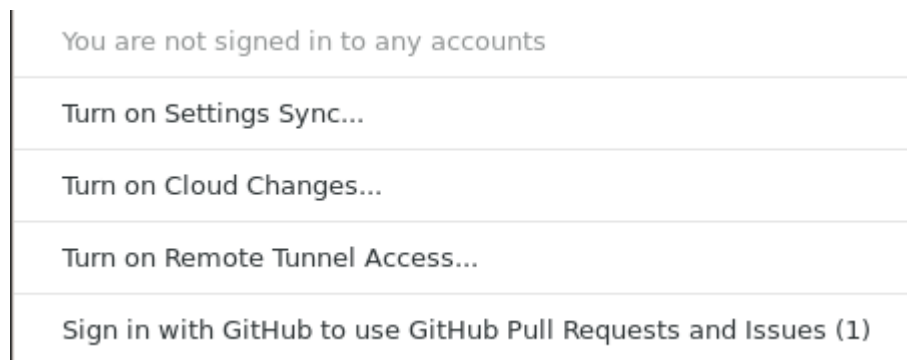 You are not signed in to any accounts
Turn on Settings Sync...
Turn on Cloud Changes...
Turn on Remote Tunnel Access...
Sign in with GitHub to use GitHub Pull Requests and Issues (1)